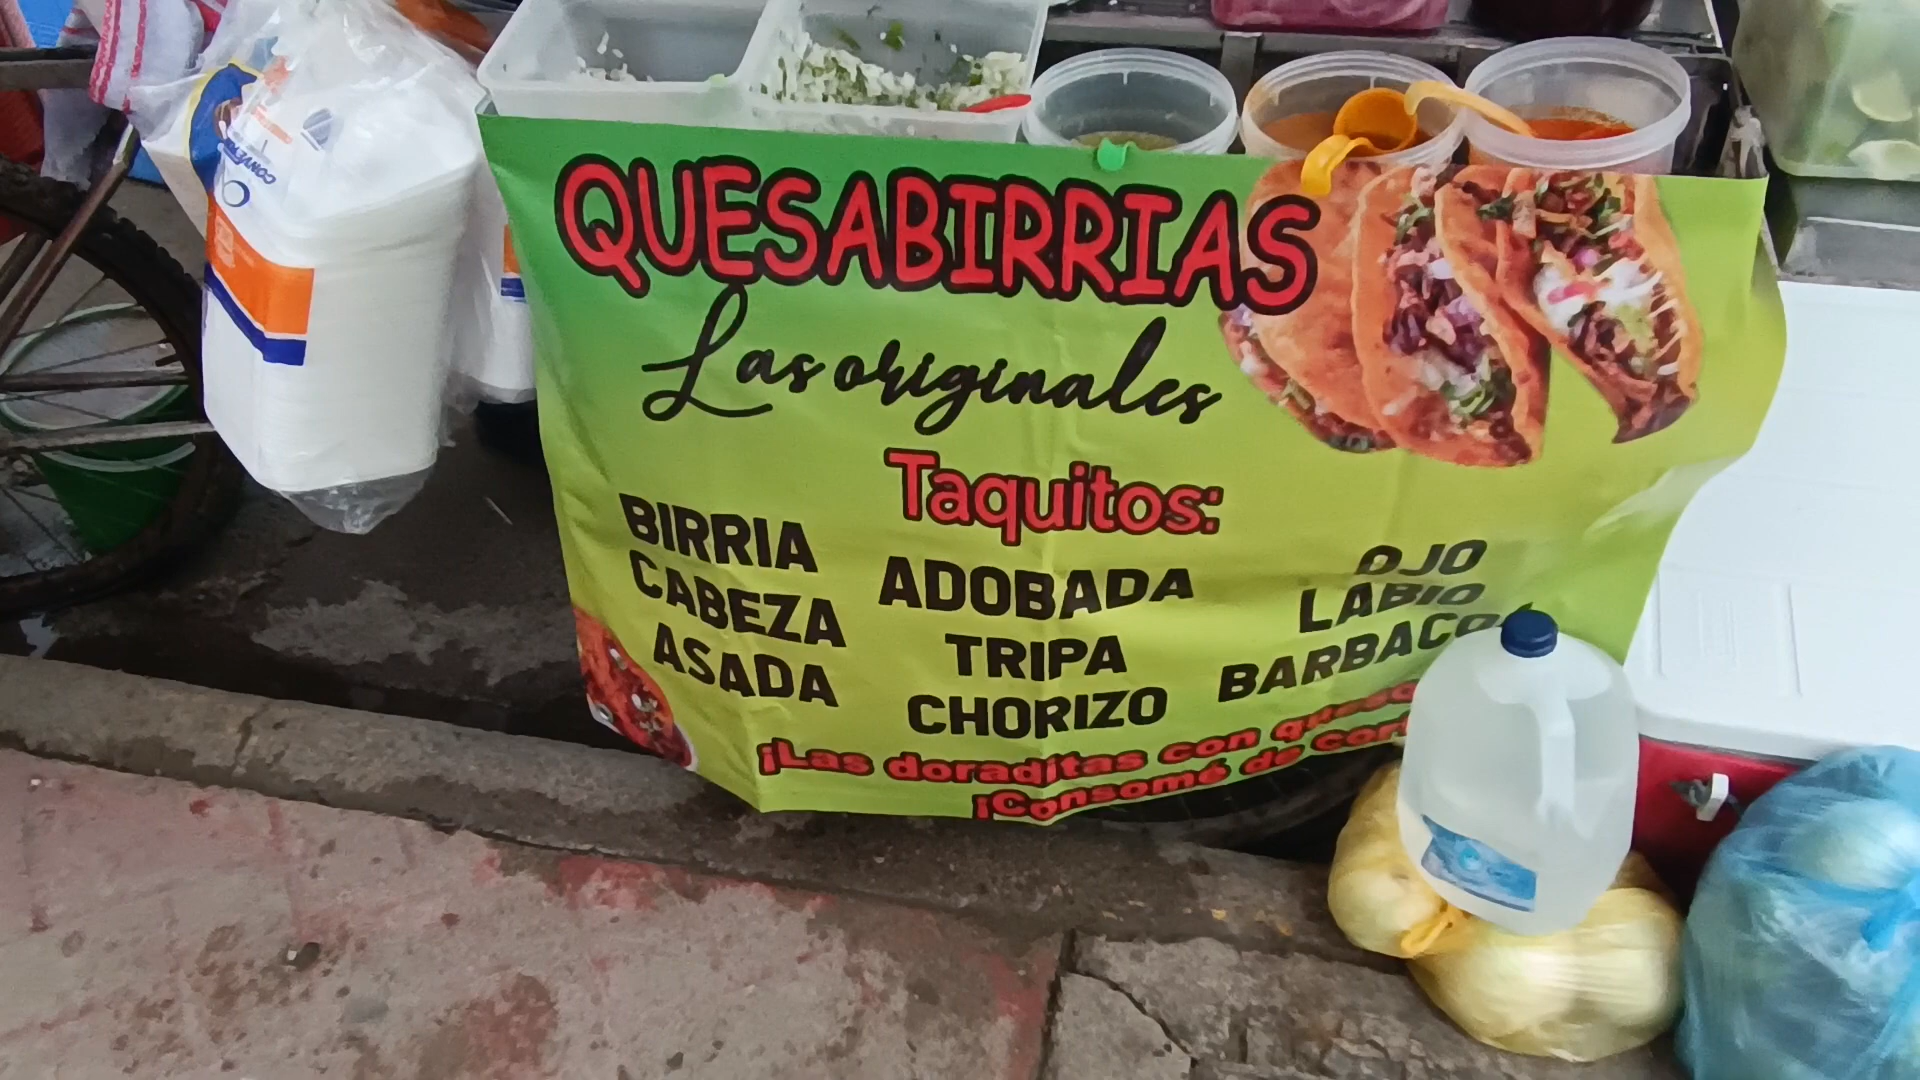 QUESABIRRIAS
Las originales
Taquitos:
BIRRIA
CABEZA
ASADA
ADOBADA
TRIPA
CHORIZO
OJO
LABIO
¡Las doraditas con
¡Consomé de